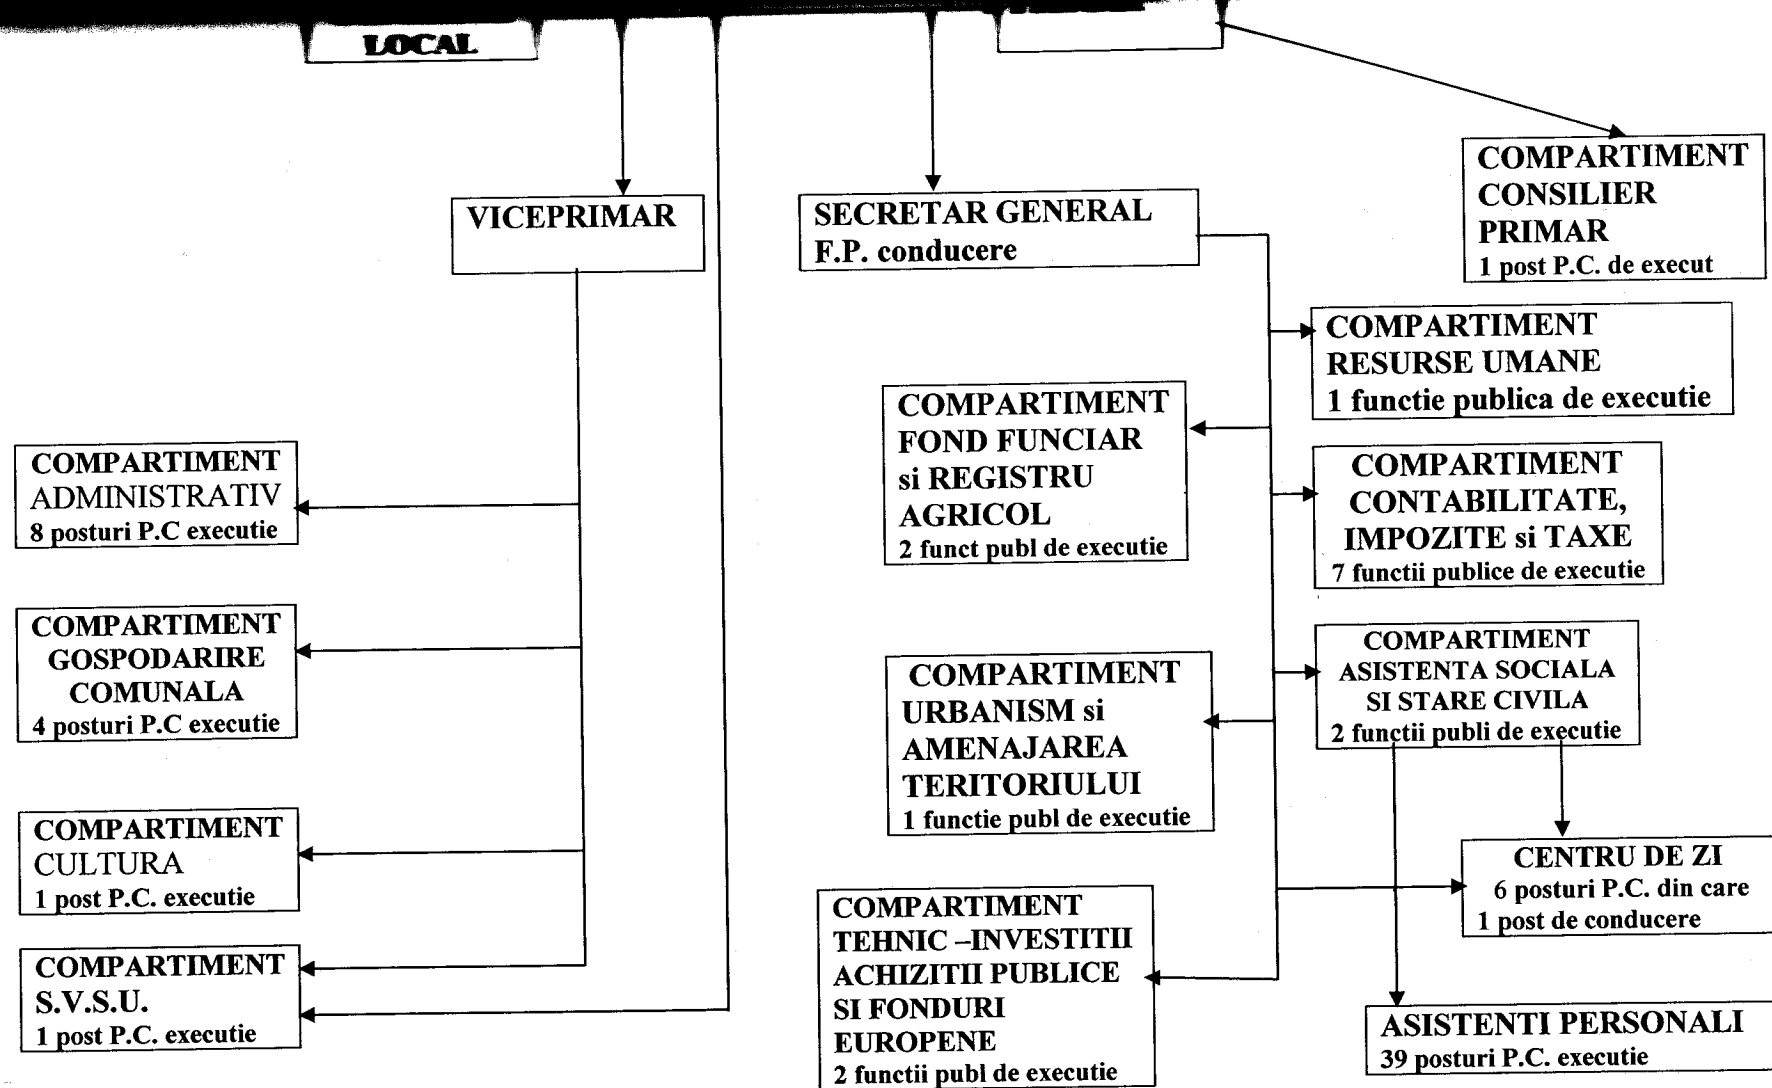 LOCAL
COMPARTIMENT
CONSILIER
PRIMAR
1 post P.C. de execut
VICEPRIMAR
SECRETAR GENERAL
F.P. conducere
COMPARTIMENT
RESURSE UMANE
1 functie publica de executie
COMPARTIMENT
FOND FUNCIAR
si REGISTRU
AGRICOL
2 funct publ de executie
COMPARTIMENT
CONTABILITATE,
IMPOZITE si TAXE
7 functii publice de executie
COMPARTIMENT
ADMINISTRATIV
8 posturi P.C executie
COMPARTIMENT
GOSPODARIRE
COMUNALA
4 posturi P.C executie
COMPARTIMENT
URBANISM si
AMENAJAREA
TERITORIULUI
1 functie publ de executie
COMPARTIMENT
ASISTENTA SOCIALA
SI STARE CIVILA
2 functii publi de executie
COMPARTIMENT
CULTURA
1 post P.C. executie
CENTRU DE ZI
6 posturi P.C. din care
1 post de conducere
COMPARTIMENT
TEHNIC –INVESTITII
ACHIZITII PUBLICE
SI FONDURI
EUROPENE
2 functii publ de executie
COMPARTIMENT
S.V.S.U.
1 post P.C. executie
ASISTENTI PERSONALI
39 posturi P.C. executie